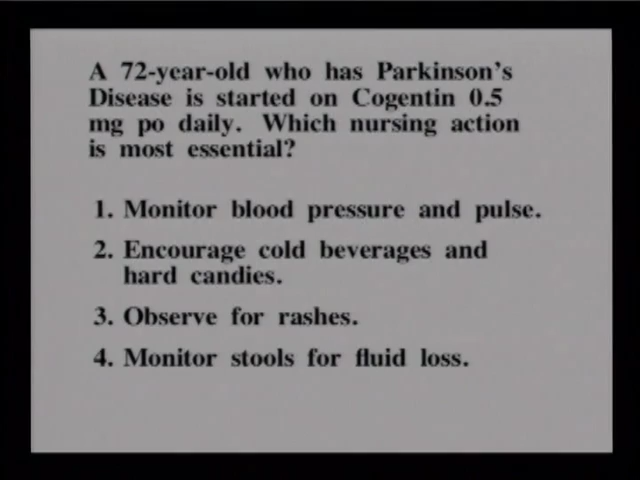 A 72-year-old who has Parkinson's
Disease is started on Cogentin 0.5
mg po daily. Which nursing action
is most essential?
1. Monitor blood pressure and pulse.
2. Encourage cold beverages and
hard candies.
3. Observe for rashes.
4. Monitor stools for fluid loss.